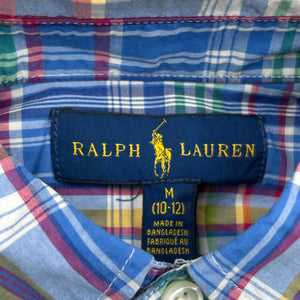 RALPH LAUREN
M
(10-12)
MADE IN
BANGLADESH
FABRIQUÉ AU
BANGLADESH